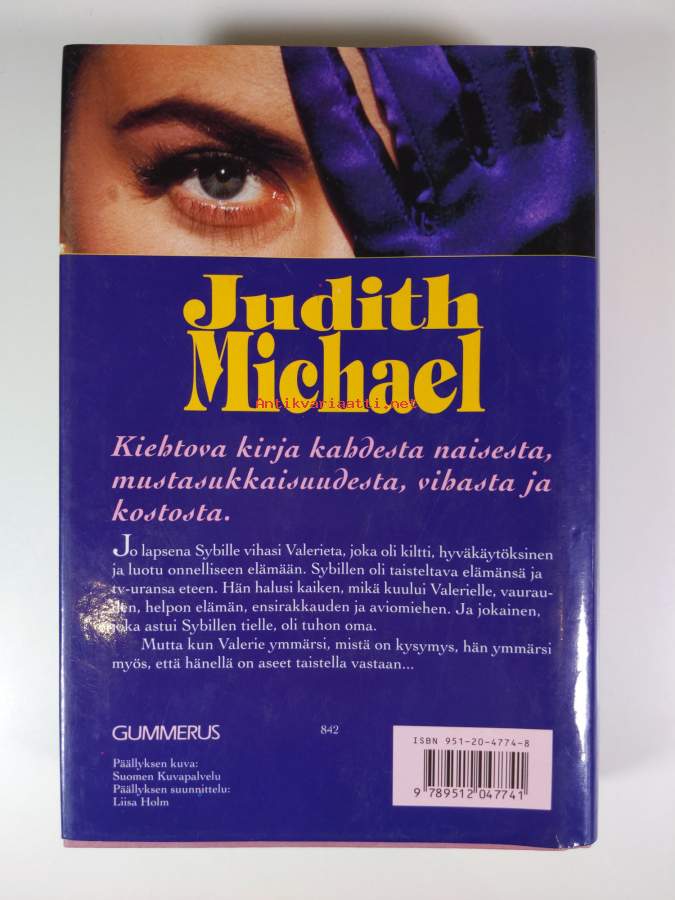 Judith
Michael
Antikvariaatti.net
Kiehtova kirja kahdesta naisesta,
mustasukkaisuudesta, vihasta ja
kostosta.
Jo lapsena Sybille vihasi Valerieta, joka oli kiltti, hyväkäytöksinen
ja luotu onnelliseen elämään. Sybillen oli taisteltava elämänsä ja
tv-uransa eteen. Hän halusi kaiken, mikä kuului Valerielle, vaurau-
den, helpon elämän, ensirakkauden ja aviomiehen. Ja jokainen,
joka astui Sybillen tielle, oli tuhon oma.
Mutta kun Valerie ymmärsi, mistä on kysymys, hän ymmärsi
myös, että hänellä on aseet taistella vastaan...
GUMMERUS
842
ISBN 951-20-4774-8
Päällyksen kuva:
Suomen Kuvapalvelu
Päällyksen suunnittelu:
Liisa Holm
9 789512 047741